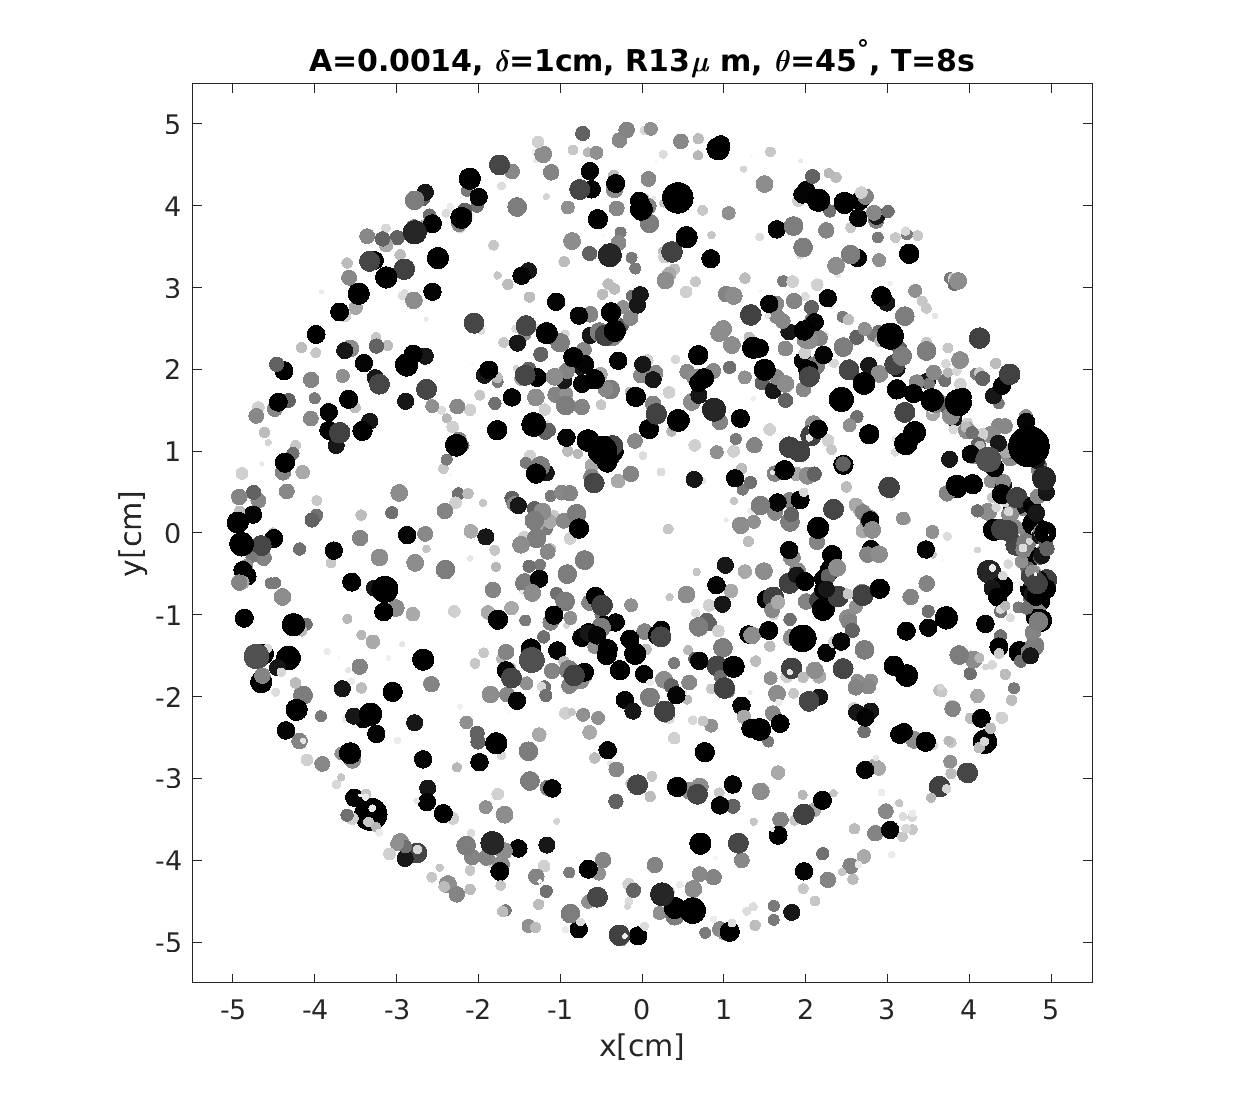 A=0.0014, δ=1cm, R13μ m, θ=45°, T=8s
5
4
3
2
1
0
-1
-2
-3
-4
-5
y[cm]
-5 -4 -3 -2 -1 0 1 2 3 4 5
x[cm]